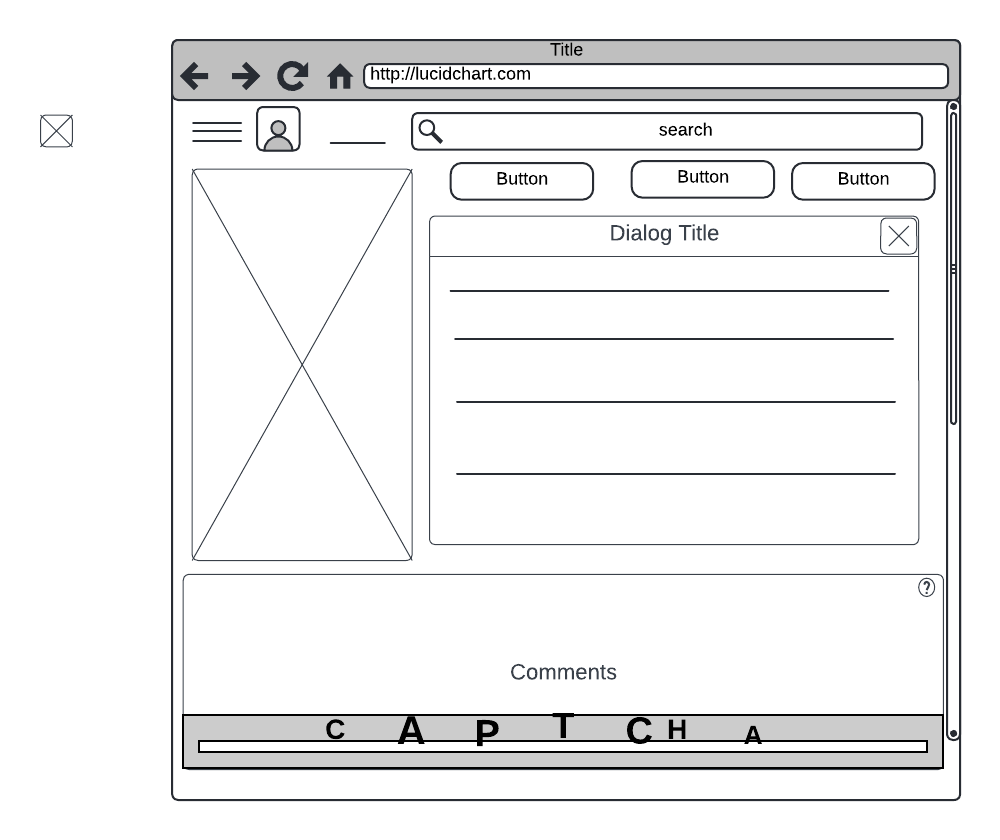 Title
http://lucidchart.com
search
Button Button Button
Dialog Title
?
Comments
C A P T C H A